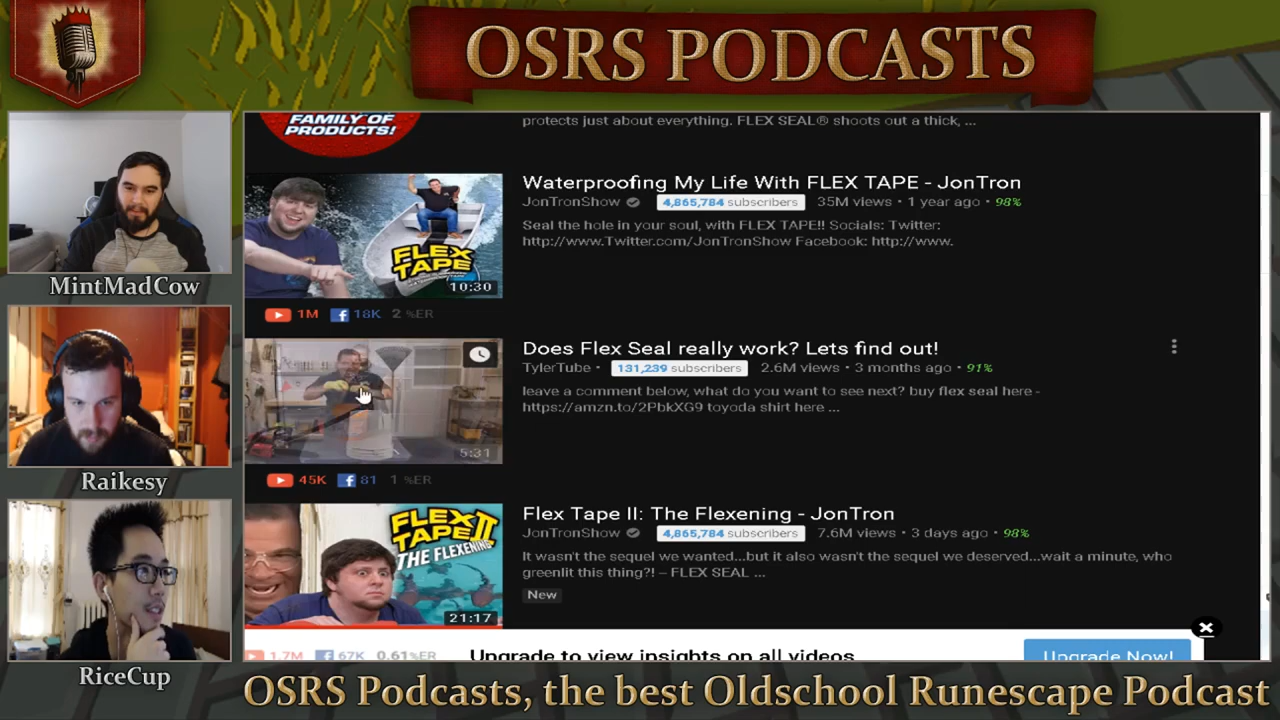 OSRS PODCASTS
FAMILY OF
PRODUCTS!
protects just about everything. FLEX SEAL® shoots out a thick, ...
FLEX
TAPE
10:30
Waterproofing My Life With FLEX TAPE - JonTron
JonTronShow 4,865,784 subscribers 35M views • 1 year ago • 98%
Seal the hole in your soul, with FLEX TAPE!! Socials: Twitter:
http://www.Twitter.com/JonTronShow Facebook: http://www.
1M 18K 2 %ER
MintMadCow
5:31
Does Flex Seal really work? Lets find out!
TylerTube • 131,239 subscribers 2.6M views • 3 months ago • 91%
leave a comment below, what do you want to see next? buy flex seal here -
https://amzn.to/2PbkXG9 toyoda shirt here ...
45K 81 1 %ER
Raikesy
FLEX
TAPE II
THE FLEXENING
21:17
Flex Tape II: The Flexening - JonTron
JonTronShow 4,865,784 subscribers 7.6M views • 3 days ago • 98%
It wasn't the sequel we wanted...but it also wasn't the sequel we deserved...wait a minute, who
greenlit this thing?! – FLEX SEAL ...
New
1.7M 67K 0.61%ER
Upgrade to view insights on all videos
Upgrade Now!
RiceCup
OSRS Podcasts, the best Oldschool Runescape Podcast